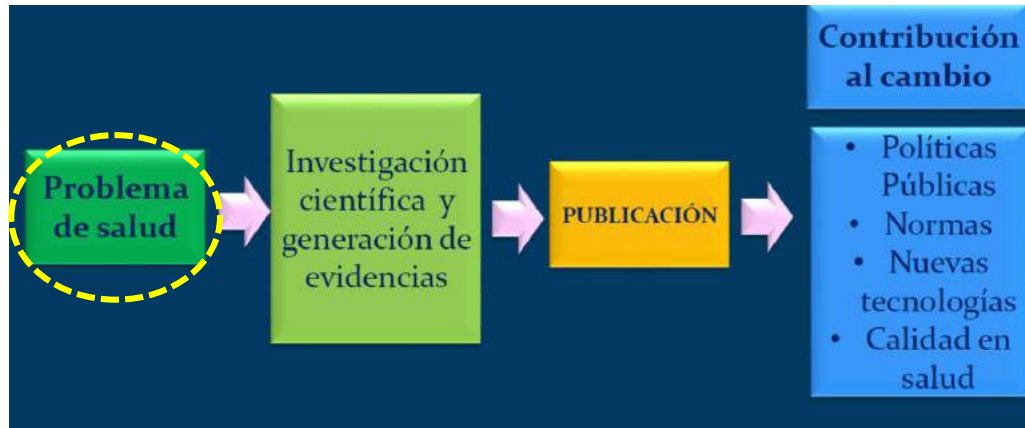 Problema
de salud
Investigación
científica y
generación de
evidencias
PUBLICACIÓN
Contribución
al cambio
• Políticas
Públicas
• Normas
• Nuevas
tecnologías
• Calidad en
salud